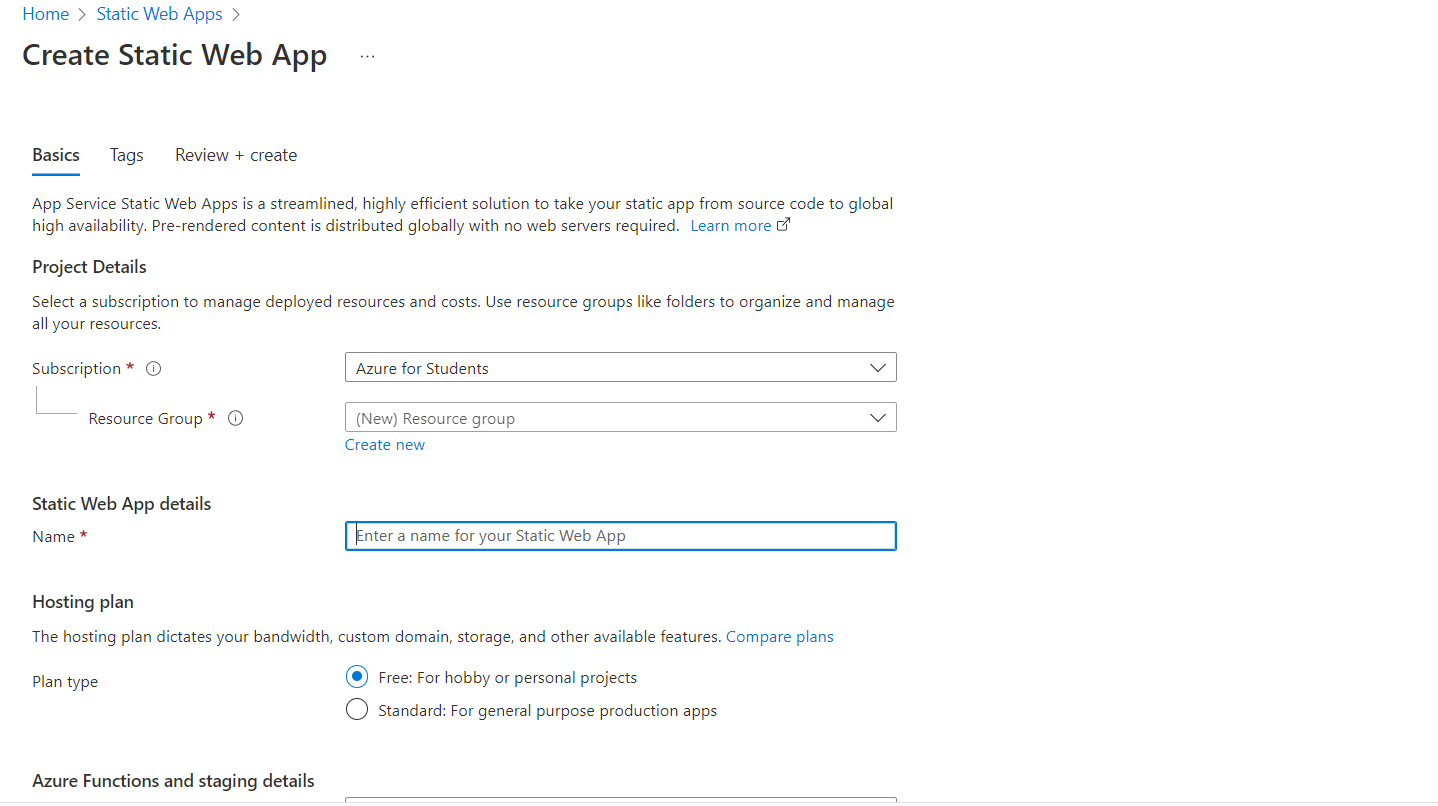 Home > Static Web Apps >
Create Static Web App ...
Basics Tags Review + create
App Service Static Web Apps is a streamlined, highly efficient solution to take your static app from source code to global
high availability. Pre-rendered content is distributed globally with no web servers required. Learn more
Project Details
Select a subscription to manage deployed resources and costs. Use resource groups like folders to organize and manage
all your resources.
Subscription * Azure for Students
Resource Group * (New) Resource group
Create new
Static Web App details
Name * Enter a name for your Static Web App
Hosting plan
The hosting plan dictates your bandwidth, custom domain, storage, and other available features. Compare plans
Plan type Free: For hobby or personal projects
Standard: For general purpose production apps
Azure Functions and staging details